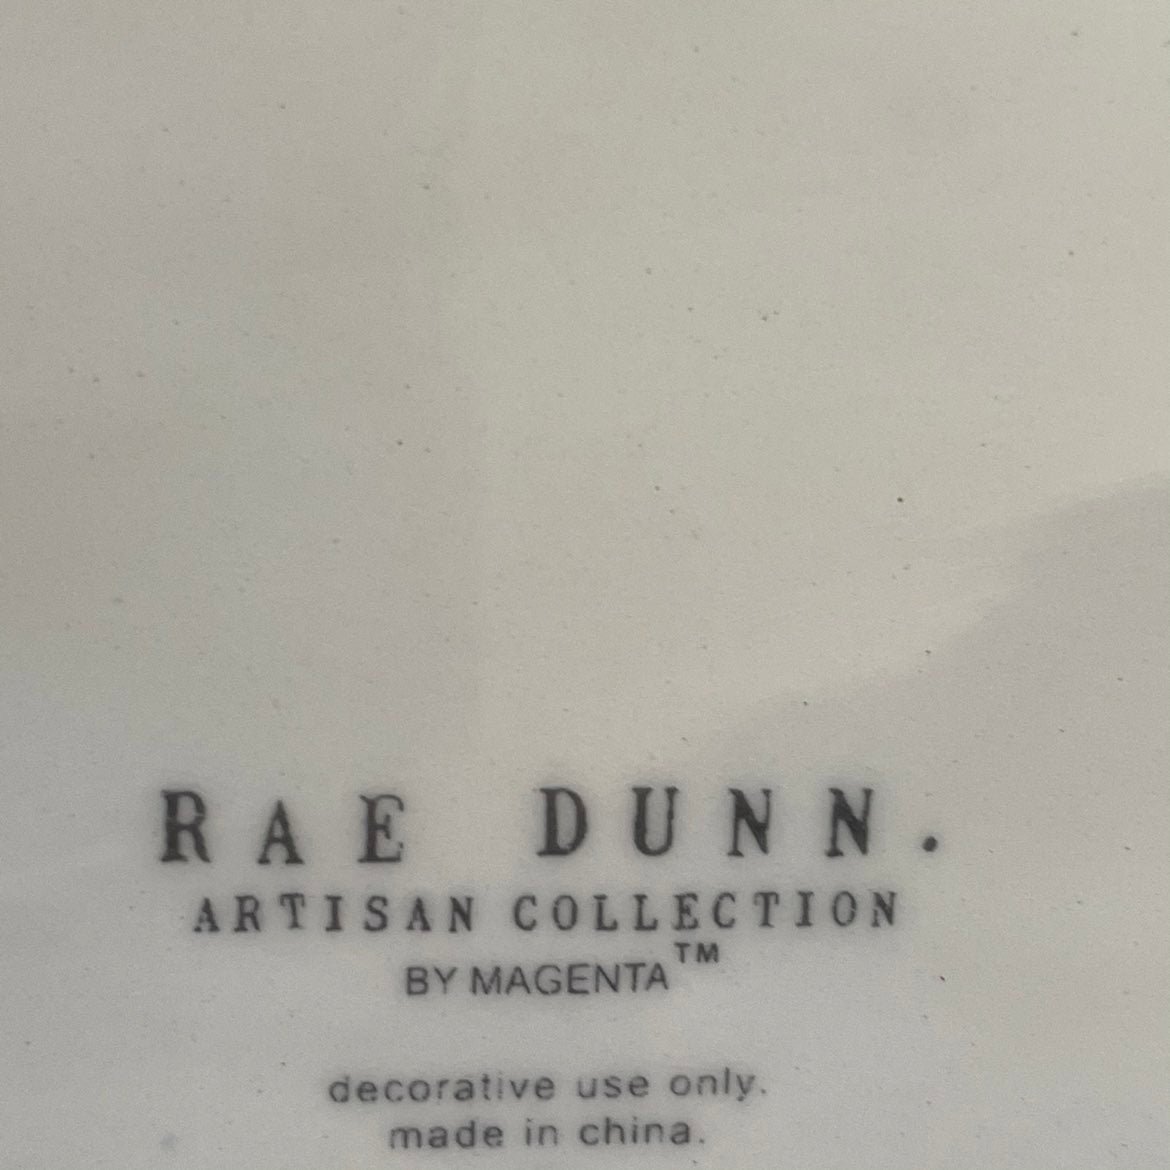 RAE DUNN.
ARTISAN COLLECTION
BY MAGENTA™
decorative use only.
made in china.